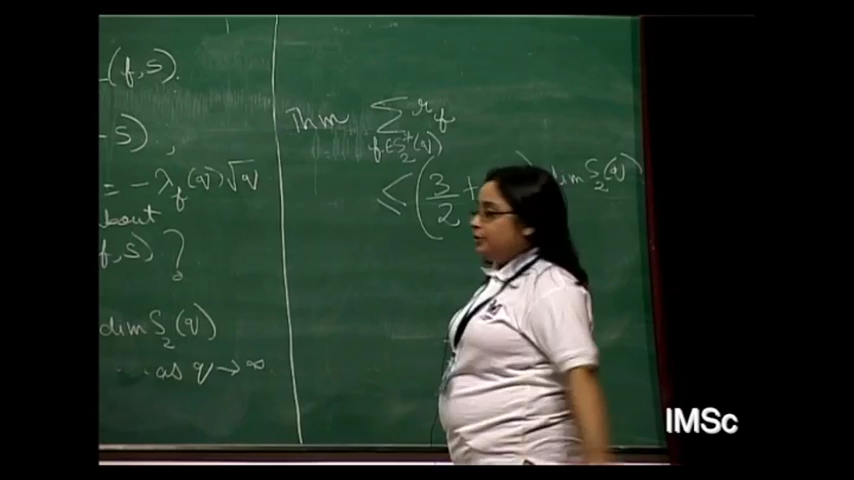 (f, s).
s),
= - λ_f(q) √q
about
f, s) ?
dim S_2(q)
... as q → ∞.
Thm Σ r_f
f ∈ S_2^+(q)
≤ (3/2 + ) dim S_2(q)
IMSc